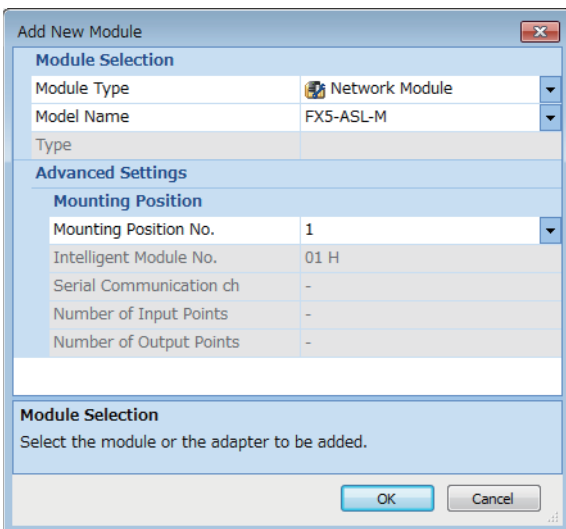 Add New Module
Module Selection
Module Type Network Module
Model Name FX5-ASL-M
Type
Advanced Settings
Mounting Position
Mounting Position No. 1
Intelligent Module No. 01 H
Serial Communication ch -
Number of Input Points -
Number of Output Points -
Module Selection
Select the module or the adapter to be added.
OK Cancel